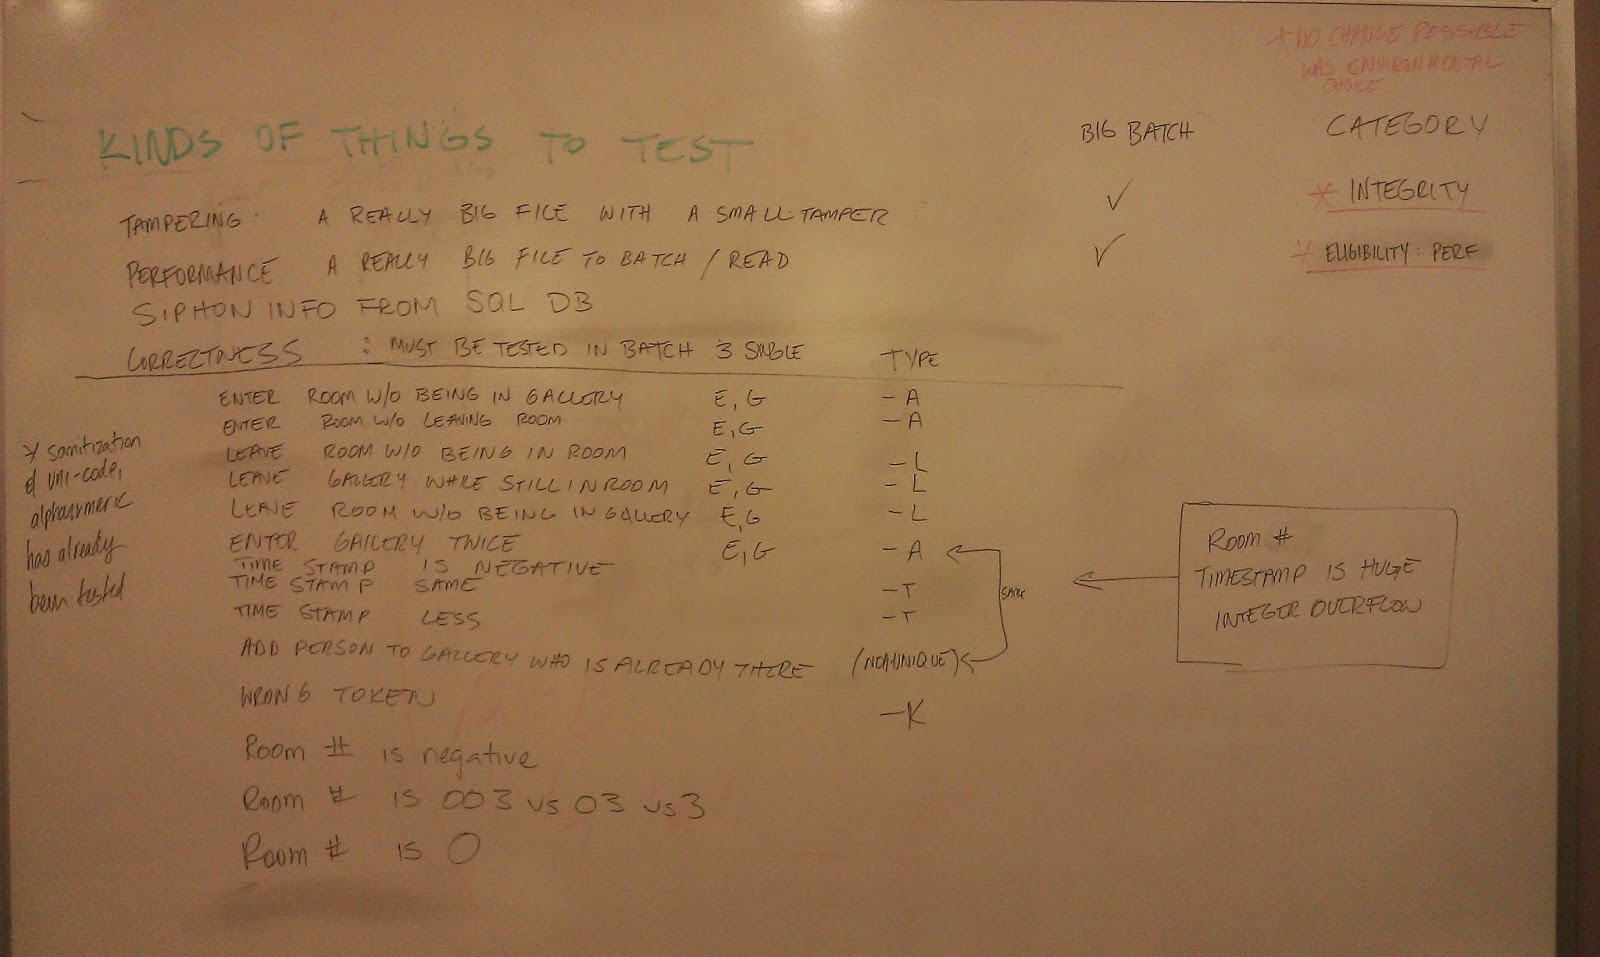 * NO CHANGE POSSIBLE
WAS ENVIRONMENTAL
CHOICE
KINDS OF THINGS TO TEST
BIG BATCH CATEGORY
TAMPERING: A REALLY BIG FILE WITH A SMALL TAMPER ✓ * INTEGRITY
PERFORMANCE A REALLY BIG FILE TO BATCH / READ ✓ * ELIGIBILITY: PERF
SIPHON INFO FROM SQL DB
CORRECTNESS : MUST BE TESTED IN BATCH & SINGLE TYPE
ENTER ROOM W/O BEING IN GALLERY E, G - A
ENTER ROOM W/O LEAVING ROOM E, G - A
LEAVE ROOM W/O BEING IN ROOM E, G - L
LEAVE GALLERY WHILE STILL IN ROOM E, G - L
LEAVE ROOM W/O BEING IN GALLERY E, G - L
ENTER GALLERY TWICE E, G - A
TIME STAMP IS NEGATIVE
TIME STAMP SAME - T
TIME STAMP LESS - T
SAME
ADD PERSON TO GALLERY WHO IS ALREADY THERE (NON-UNIQUE)
WRONG TOKEN - K
Room # is negative
Room # is 003 vs 03 vs 3
Room # is 0
* sanitization
of uni-code,
alphanumeric
has already
been tested
Room #
TIMESTAMP IS HUGE
INTEGER OVERFLOW